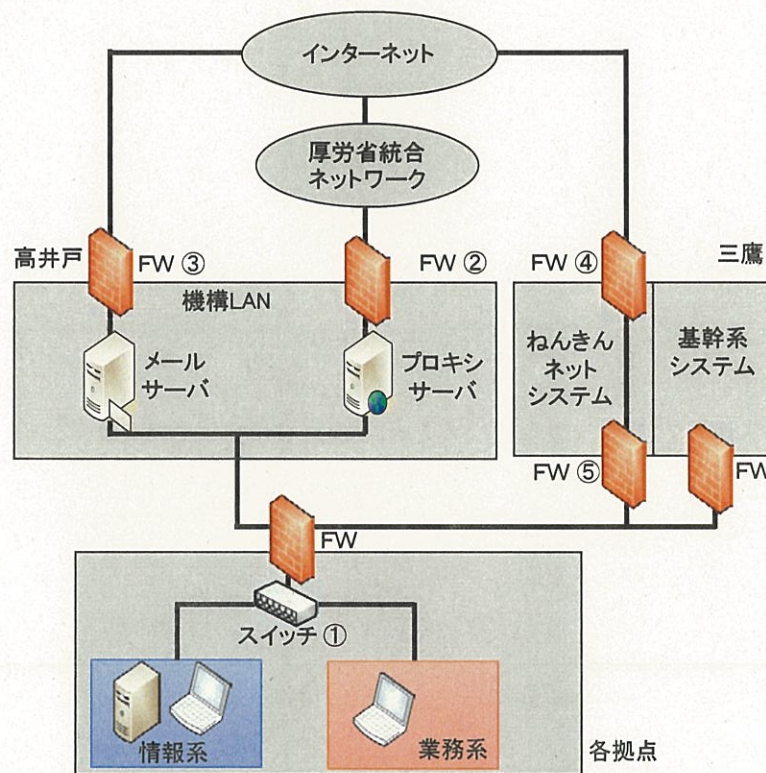 インターネット
厚労省統合
ネットワーク
高井戸
FW ③
FW ②
FW ④
三鷹
機構LAN
メール
サーバ
プロキシ
サーバ
ねんきん
ネット
システム
基幹系
システム
FW ⑤
FW
FW
スイッチ ①
情報系
業務系
各拠点